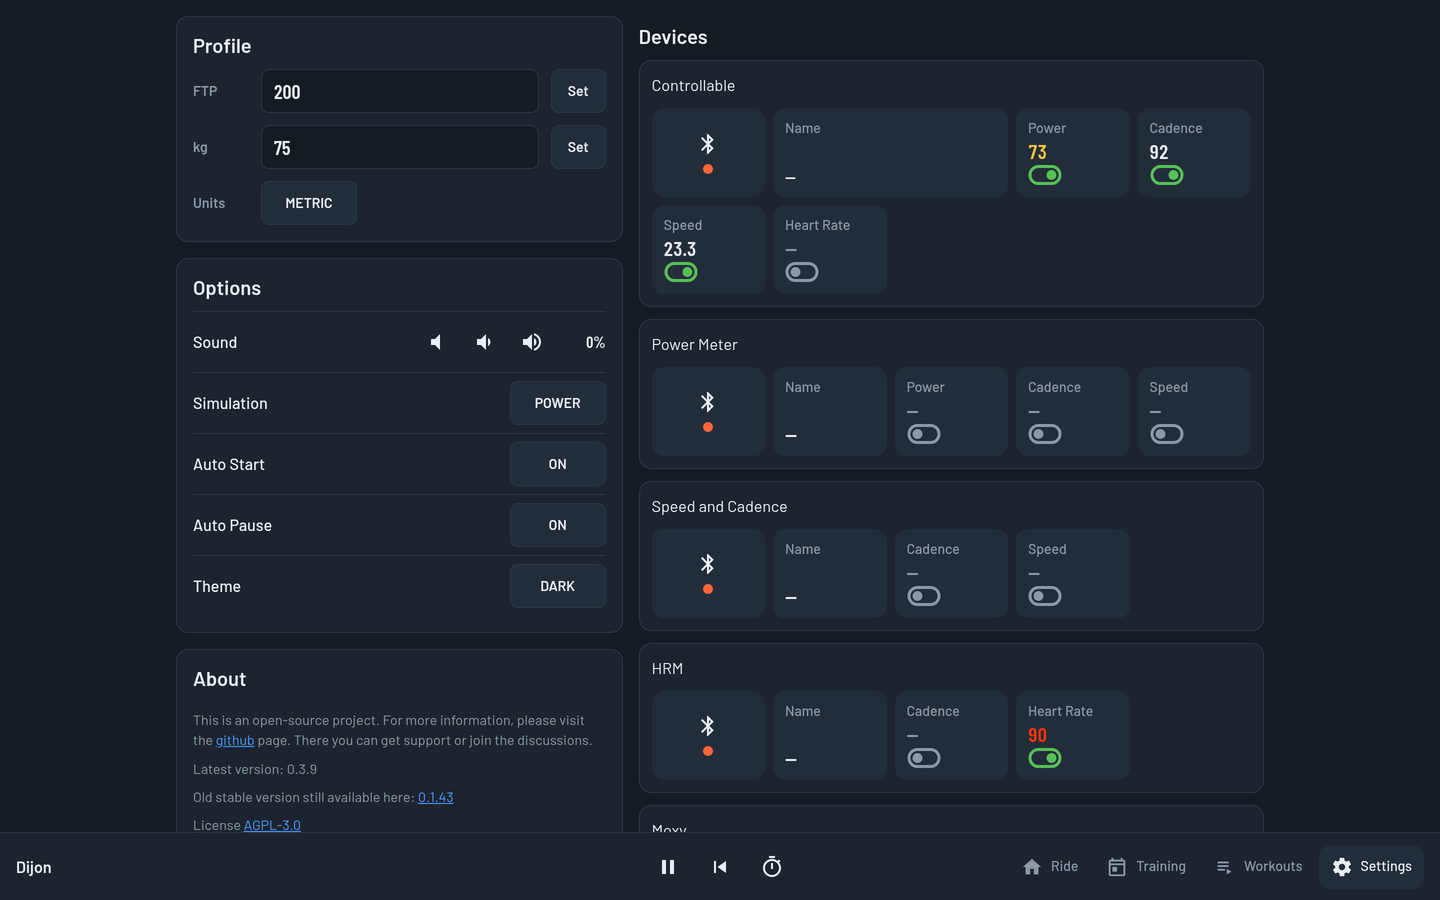 Profile
FTP
200
Set
kg
75
Set
Units
METRIC
Options
Sound
0%
Simulation
POWER
Auto Start
ON
Auto Pause
ON
Theme
DARK
About
This is an open-source project. For more information, please visit
the github page. There you can get support or join the discussions.
Latest version: 0.3.9
Old stable version still available here: 0.1.43
License AGPL-3.0
Devices
Controllable
Name
–
Power
73
Cadence
92
Speed
23.3
Heart Rate
–
Power Meter
Name
–
Power
–
Cadence
–
Speed
–
Speed and Cadence
Name
–
Cadence
–
Speed
–
HRM
Name
–
Cadence
–
Heart Rate
90
Moxy
Dijon
Ride
Training
Workouts
Settings